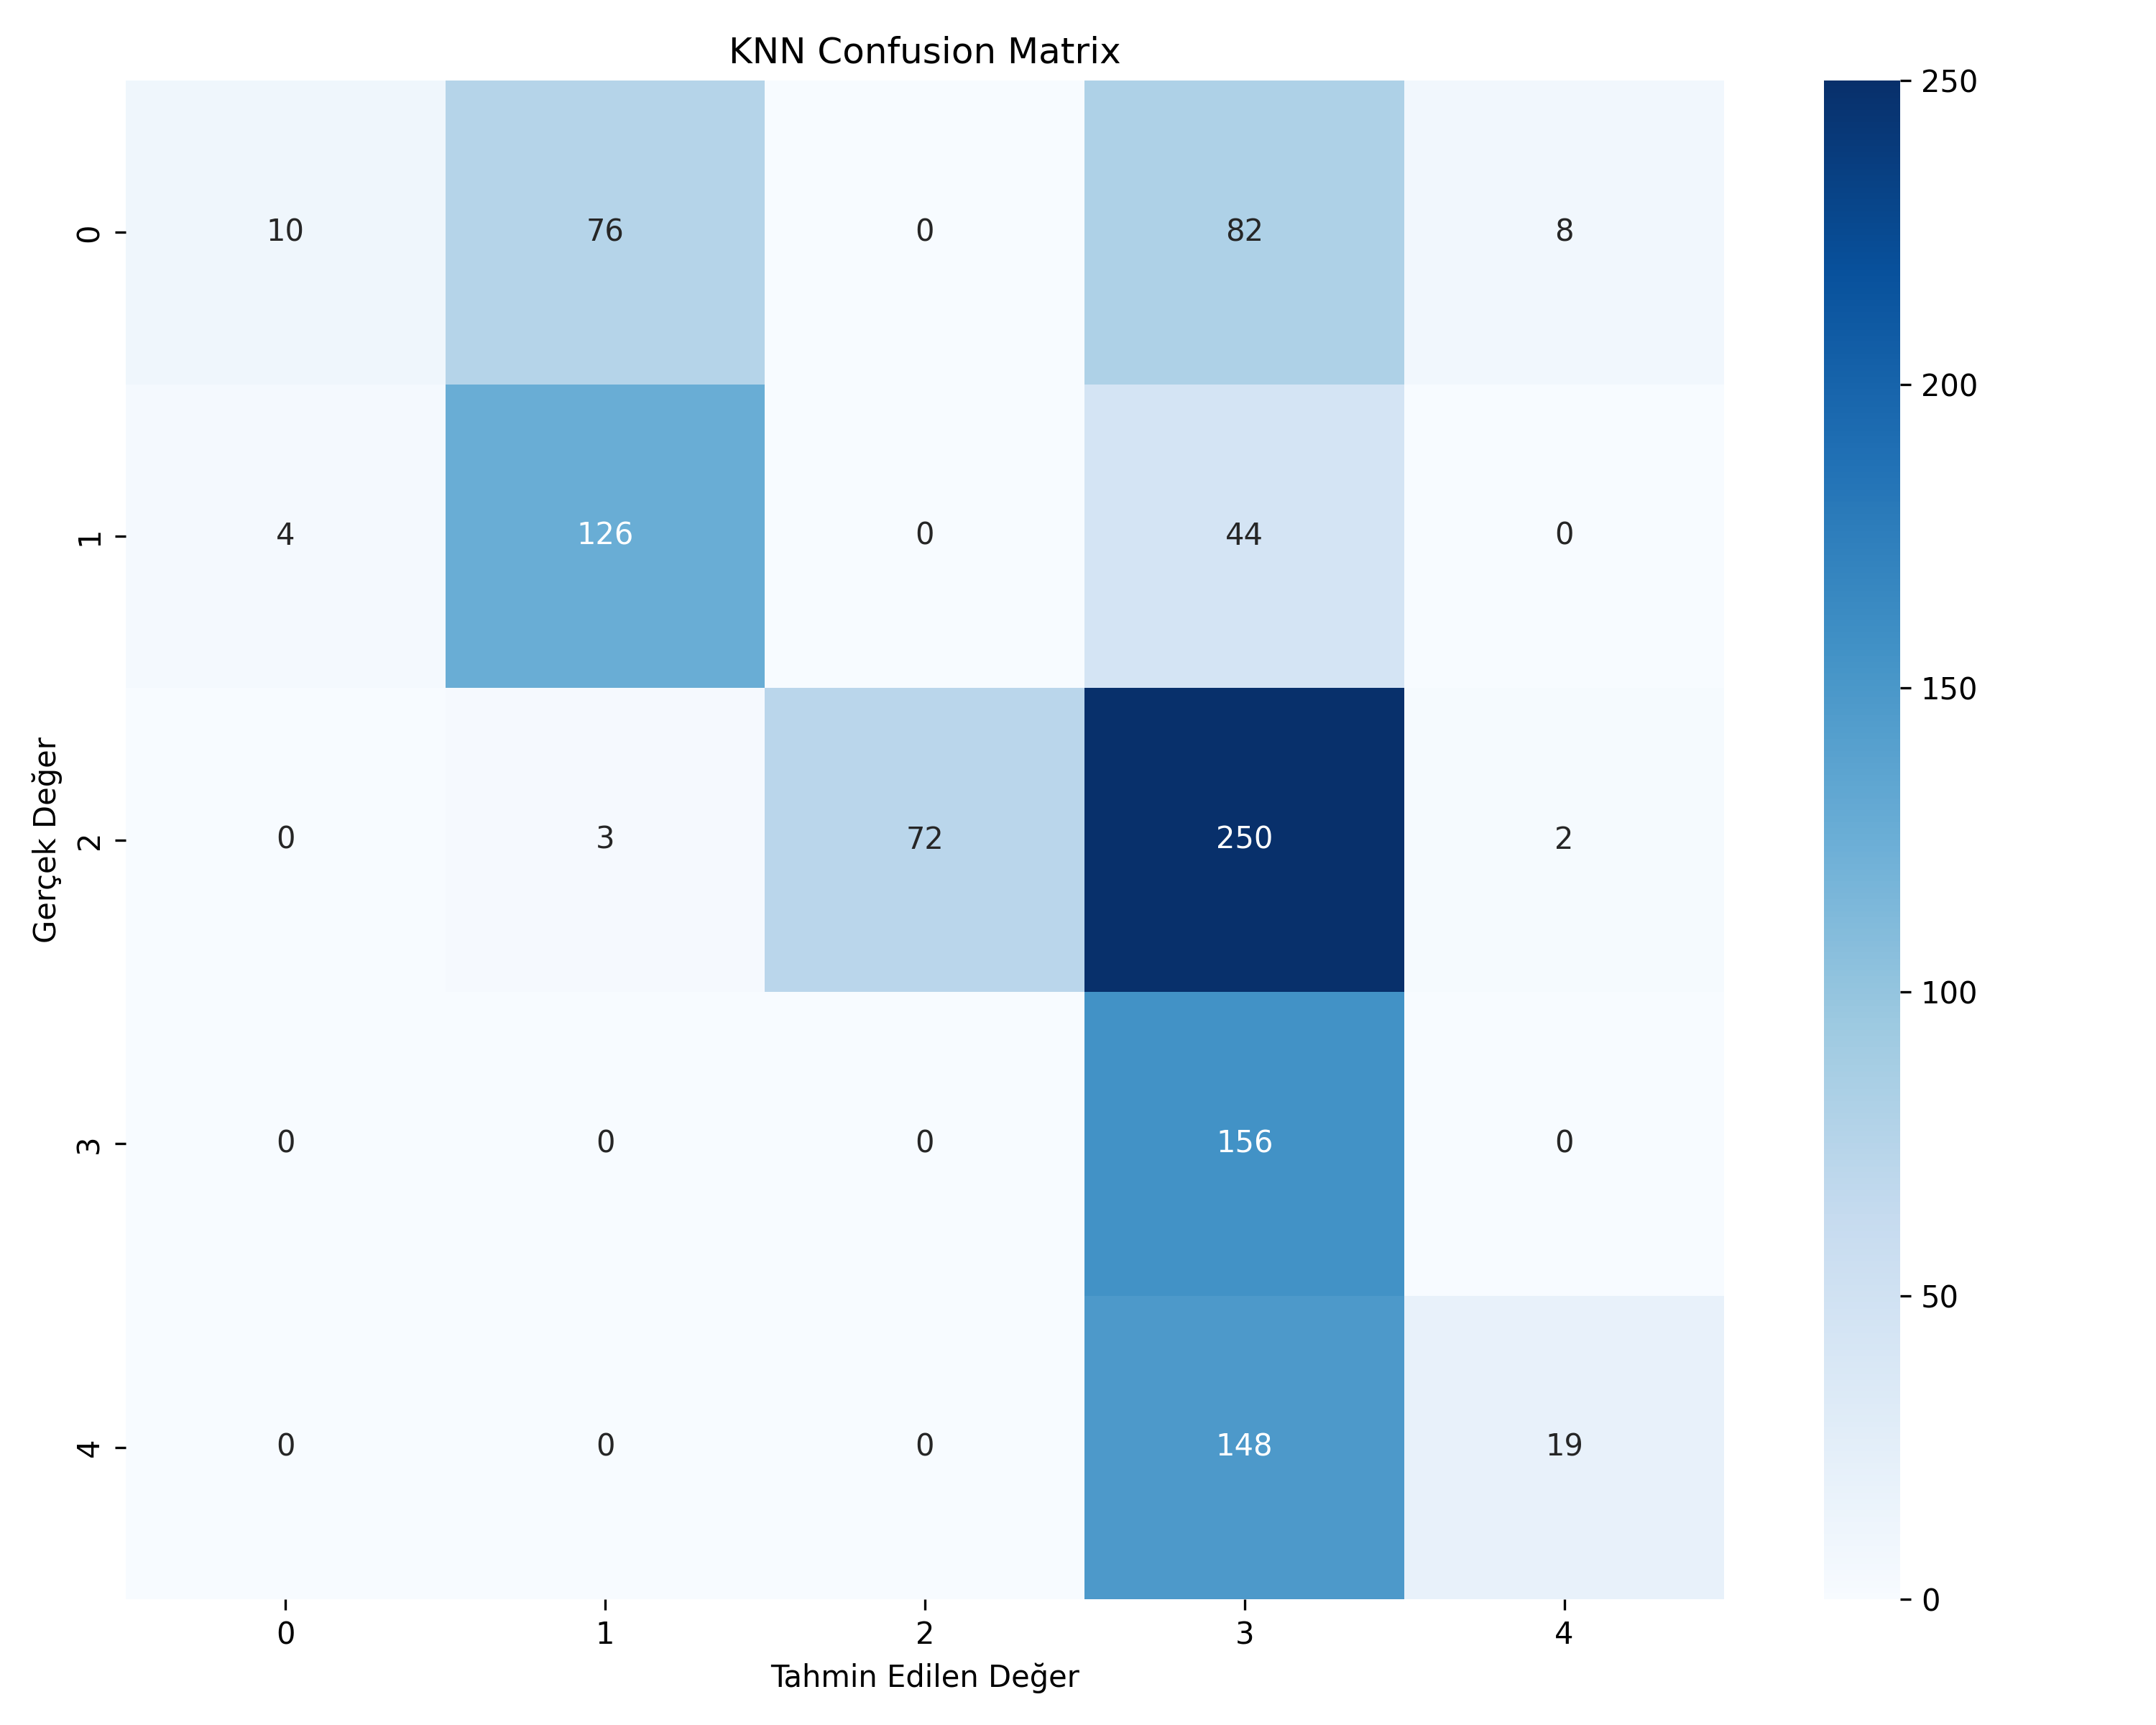 KNN Confusion Matrix
250
0 10 76 0 82 8
200
1 4 126 0 44 0
150
Gerçek Değer
2 0 3 72 250 2
100
3 0 0 0 156 0
50
4 0 0 0 148 19
0
0 1 2 3 4
Tahmin Edilen Değer